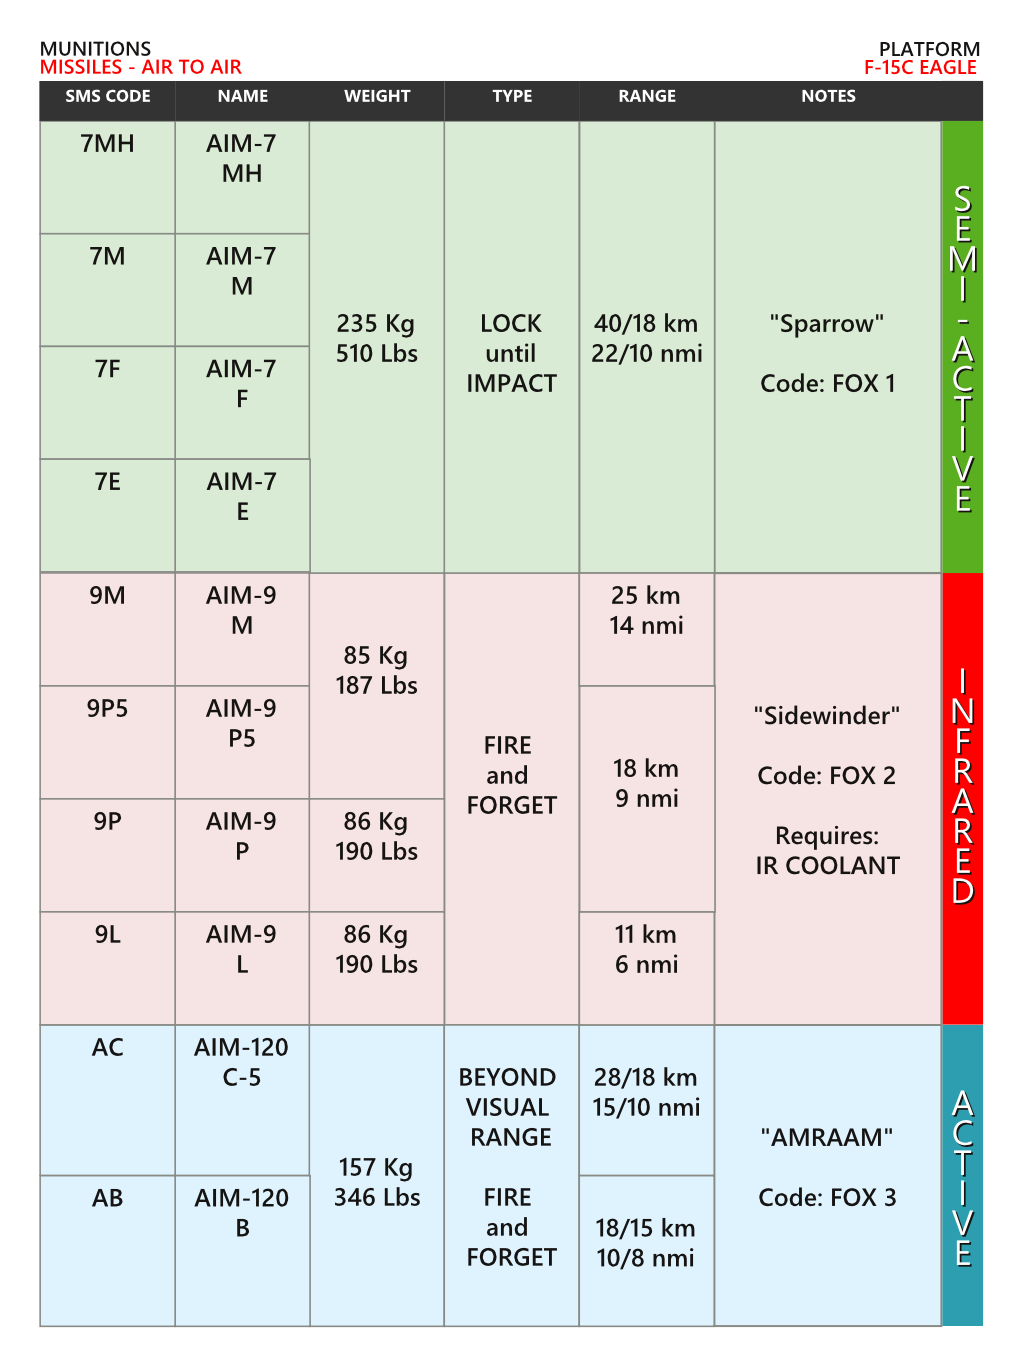 MUNITIONS
MISSILES - AIR TO AIR
PLATFORM
F-15C EAGLE
SMS CODE NAME WEIGHT TYPE RANGE NOTES
7MH
AIM-7
MH
7M
AIM-7
M
7F
AIM-7
F
7E
AIM-7
E
235 Kg
510 Lbs
LOCK
until
IMPACT
40/18 km
22/10 nmi
"Sparrow"
Code: FOX 1
SEMI-ACTIVE
9M
AIM-9
M
9P5
AIM-9
P5
85 Kg
187 Lbs
9P
AIM-9
P
86 Kg
190 Lbs
9L
AIM-9
L
86 Kg
190 Lbs
FIRE
and
FORGET
25 km
14 nmi
18 km
9 nmi
11 km
6 nmi
"Sidewinder"
Code: FOX 2
Requires:
IR COOLANT
INFRARED
AC
AIM-120
C-5
AB
AIM-120
B
157 Kg
346 Lbs
BEYOND
VISUAL
RANGE
FIRE
and
FORGET
28/18 km
15/10 nmi
18/15 km
10/8 nmi
"AMRAAM"
Code: FOX 3
ACTIVE